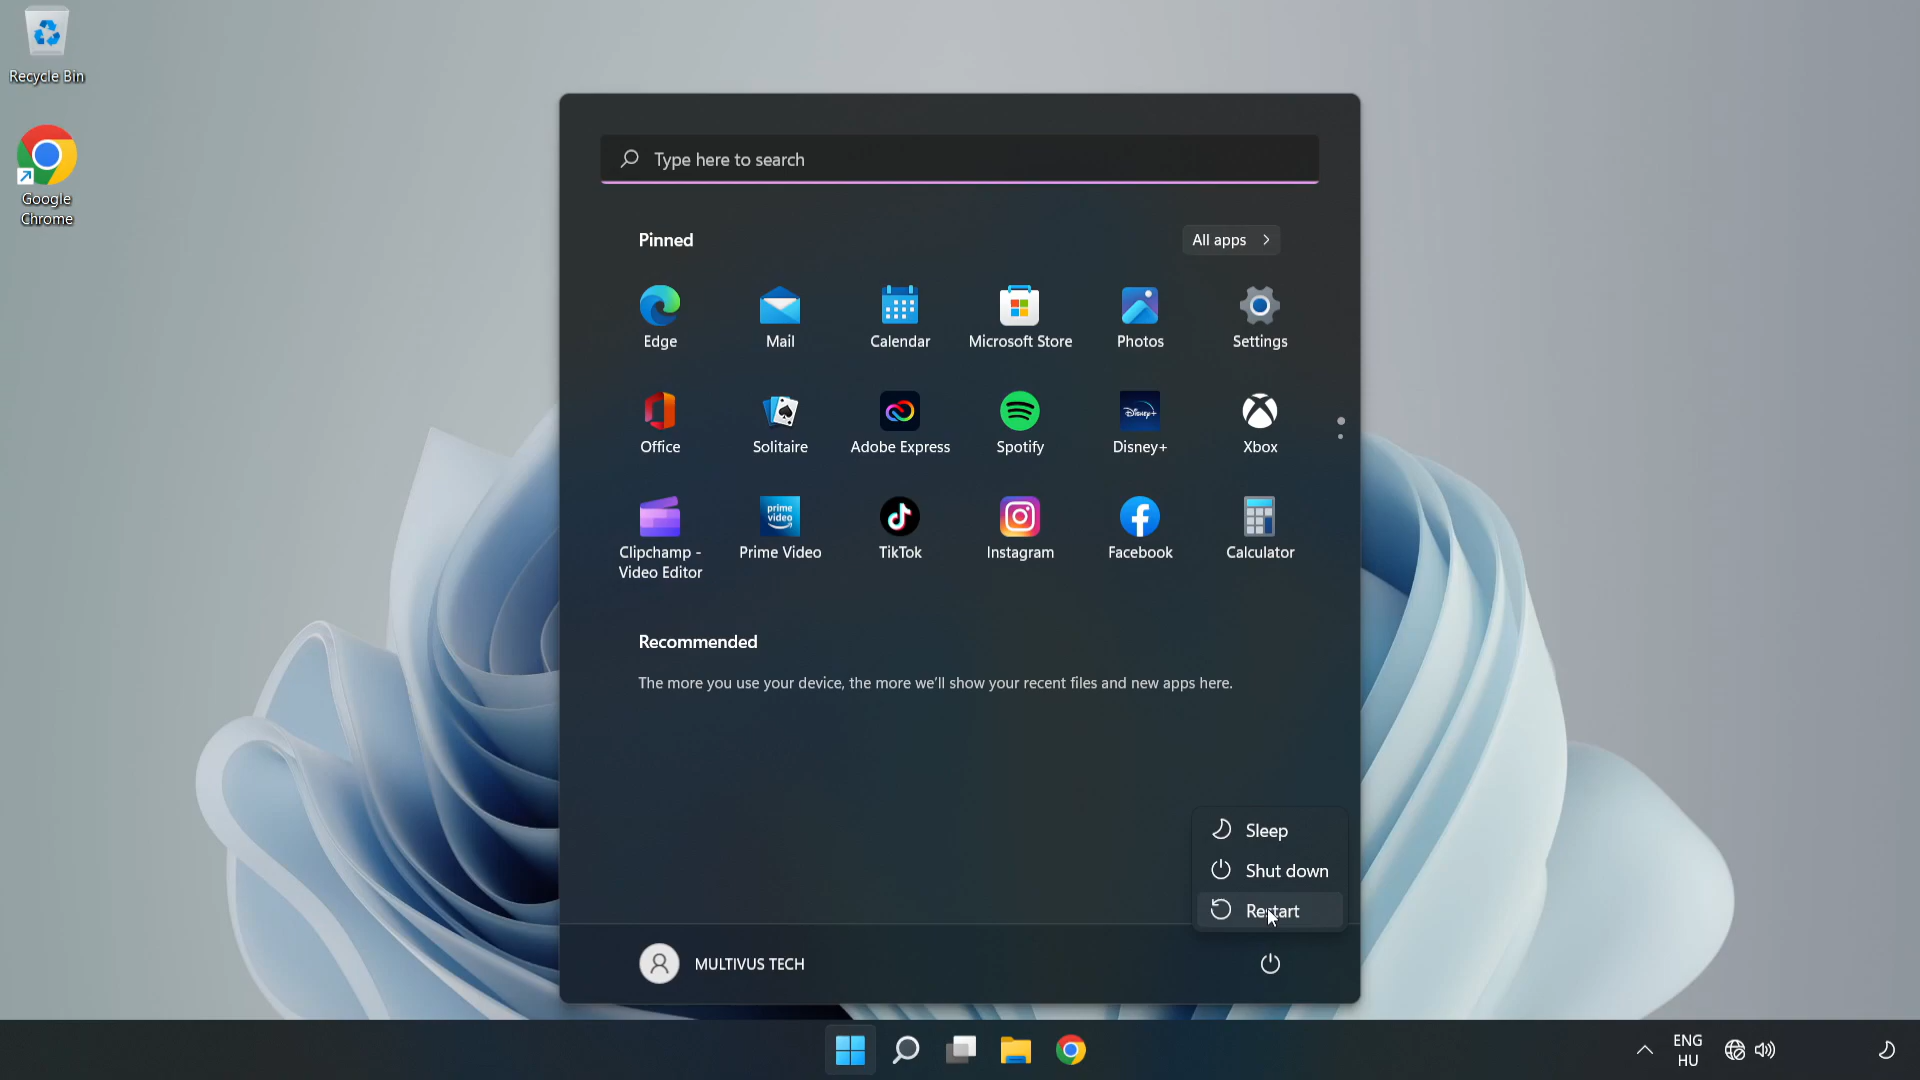 Recycle Bin
Google
Chrome
Type here to search
Pinned
All apps
Edge
Mail
Calendar
Microsoft Store
Photos
Settings
Office
Solitaire
Adobe Express
Spotify
Disney+
Disney+
Xbox
prime
video
Clipchamp -
Video Editor
Prime Video
TikTok
Instagram
Facebook
Calculator
Recommended
The more you use your device, the more we'll show your recent files and new apps here.
Sleep
Shut down
Restart
MULTIVUS TECH
ENG
HU